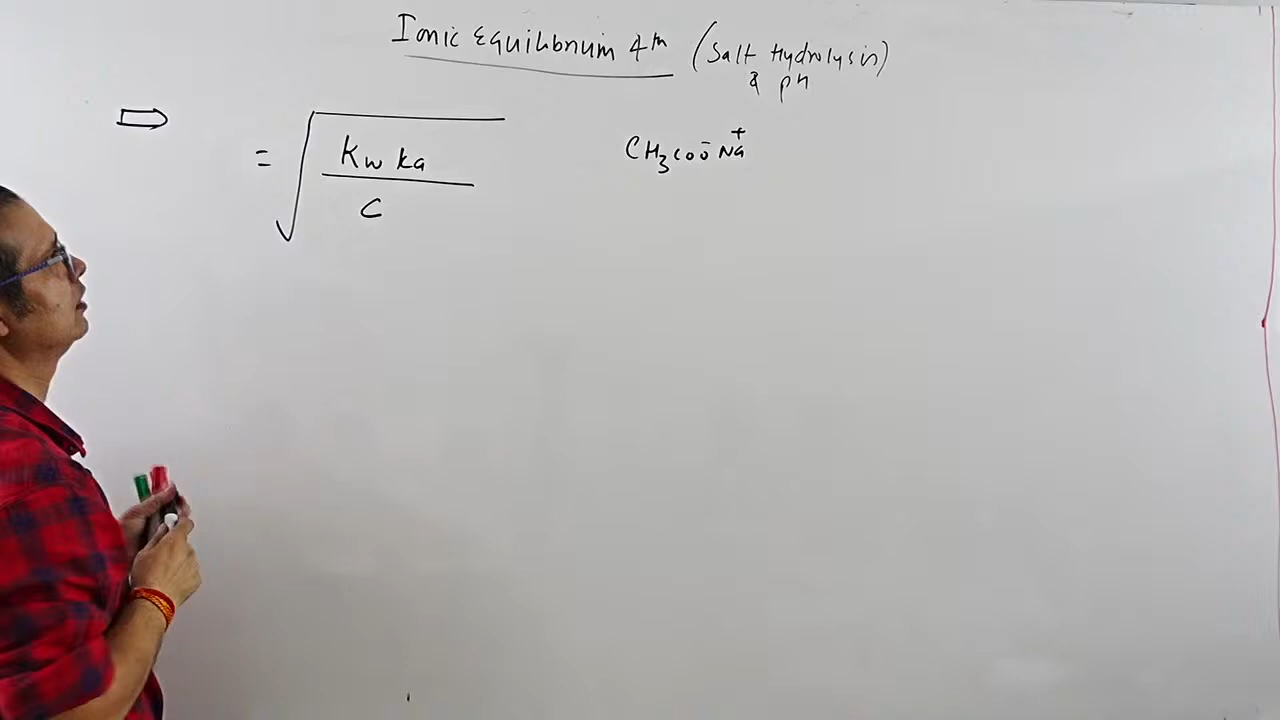 Ionic Equilibrium 4th (Salt Hydrolysis)
& pH
= √(Kw ka / C)
CH3COO⁻ Na⁺